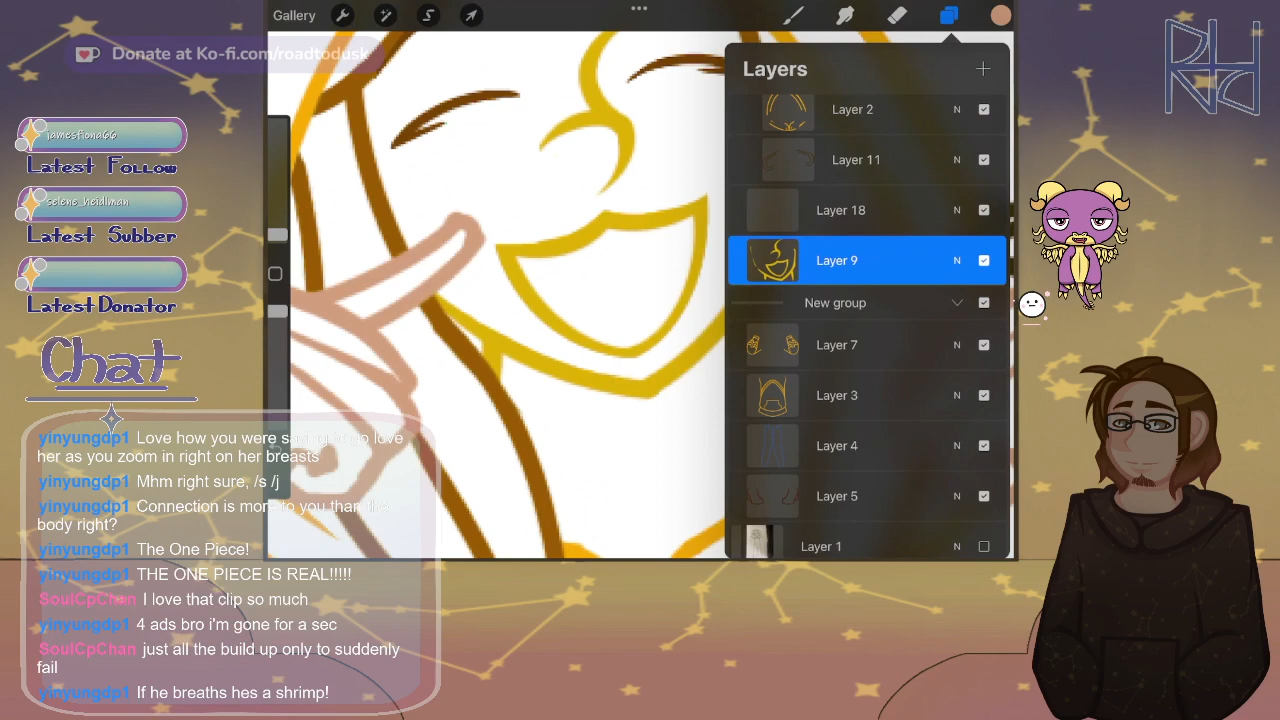 Gallery
Donate at Ko-fi.com/roadtodusk
jamesfiona66
Latest Follow
selene_heidlman
Latest Subber
Latest Donator
Chat
yinyungdp1 Love how you were saying to go love
her as you zoom in right on her breasts
yinyungdp1 Mhm right sure, /s /j
yinyungdp1 Connection is more to you than the
body right?
yinyungdp1 The One Piece!
yinyungdp1 THE ONE PIECE IS REAL!!!!!
SoulCpChan I love that clip so much
yinyungdp1 4 ads bro i'm gone for a sec
SoulCpChan just all the build up only to suddenly
fail
yinyungdp1 If he breaths hes a shrimp!
Layers
Layer 2 N
Layer 11 N
Layer 18 N
Layer 9 N
New group
Layer 7 N
Layer 3 N
Layer 4 N
Layer 5 N
Layer 1 N